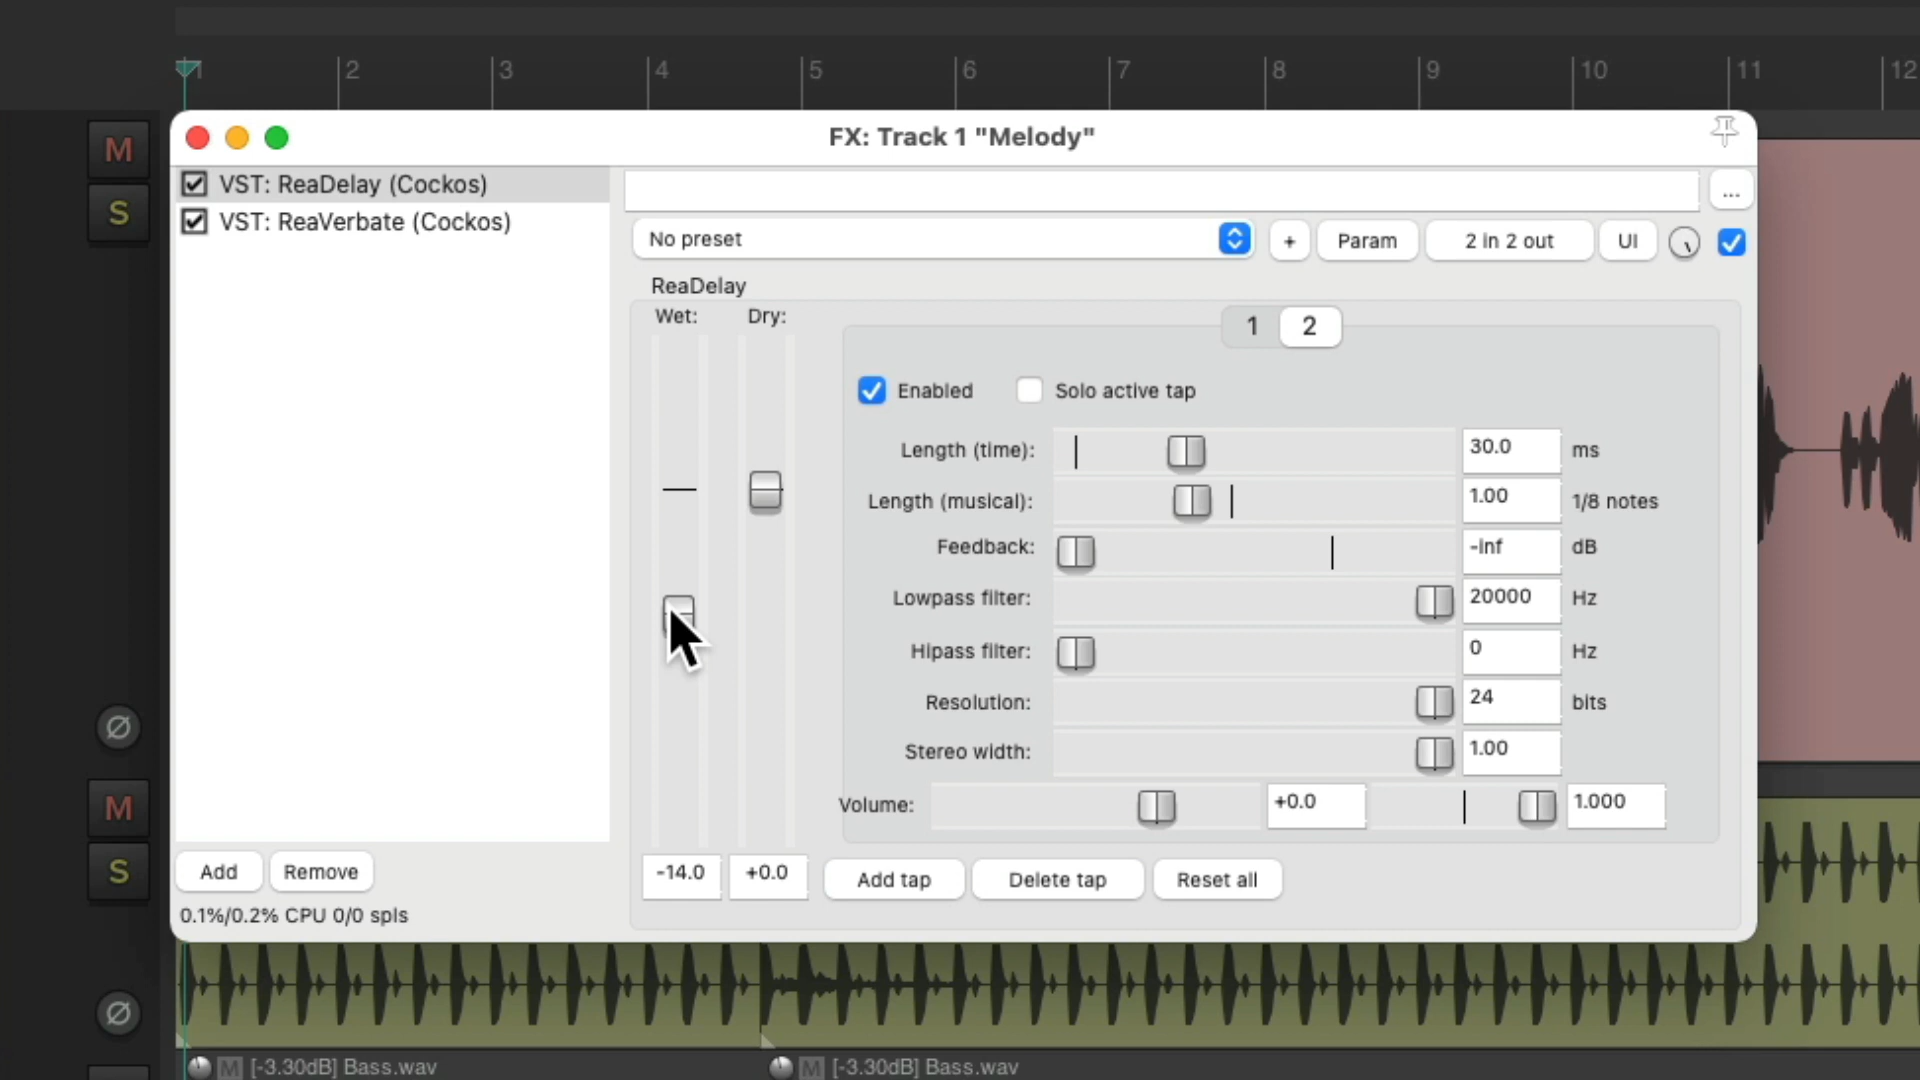 1 2 3 4 5 6 7 8 9 10 11 12
FX: Track 1 "Melody"
M
S
VST: ReaDelay (Cockos)
VST: ReaVerbate (Cockos)
...
No preset
+ Param 2 in 2 out UI
ReaDelay
Wet: Dry:
1 2
Enabled Solo active tap
Length (time): 30.0 ms
Length (musical): 1.00 1/8 notes
Feedback: -inf dB
Lowpass filter: 20000 Hz
Hipass filter: 0 Hz
Resolution: 24 bits
Stereo width: 1.00
Volume: +0.0 1.000
M
S
-14.0 +0.0 Add tap Delete tap Reset all
Add Remove
0.1%/0.2% CPU 0/0 spls
M [-3.30dB] Bass.wav M [-3.30dB] Bass.wav